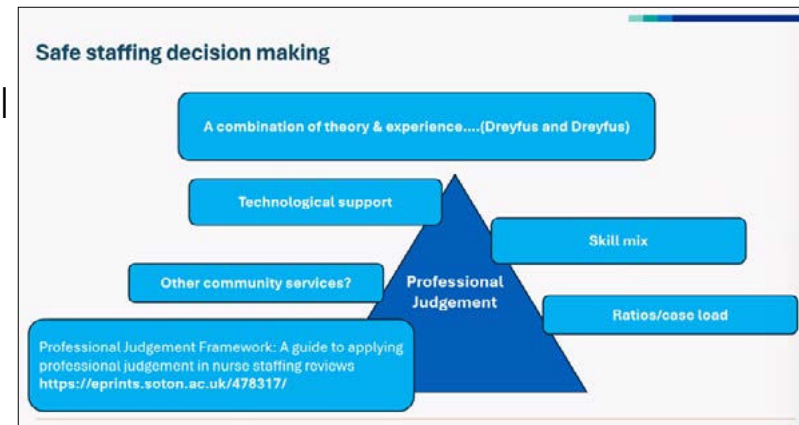 Safe staffing decision making
A combination of theory & experience....(Dreyfus and Dreyfus)
Technological support
Skill mix
Other community services?
Professional
Judgement
Ratios/case load
Professional Judgement Framework: A guide to applying
professional judgement in nurse staffing reviews
https://eprints.soton.ac.uk/478317/